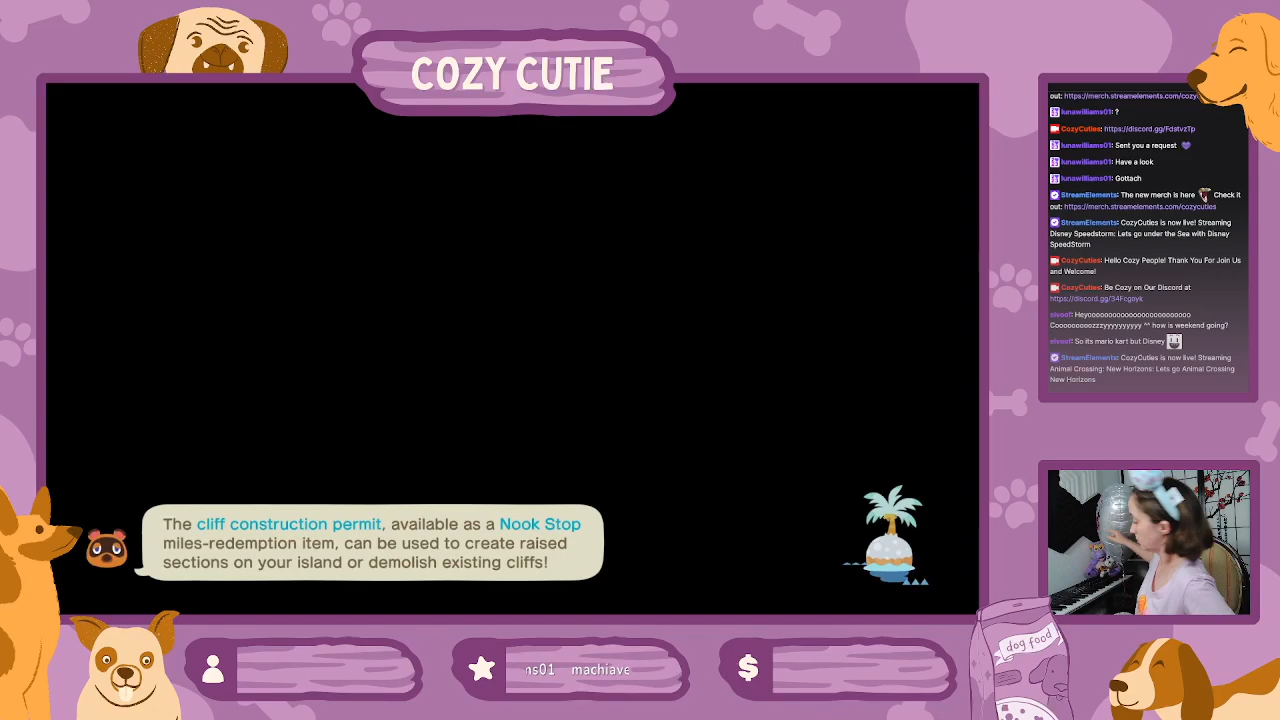 COZY CUTIE
out: https://merch.streamelements.com/cozyc
lunawilliams01: ?
CozyCuties: https://discord.gg/FdstvzTp
lunawilliams01: Sent you a request
lunawilliams01: Have a look
lunawilliams01: Gottach
StreamElements: The new merch is here Check it
out: https://merch.streamelements.com/cozycuties
StreamElements: CozyCuties is now live! Streaming
Disney Speedstorm: Lets go under the Sea with Disney
SpeedStorm
CozyCuties: Hello Cozy People! Thank You For Join Us
and Welcome!
CozyCuties: Be Cozy on Our Discord at
https://discord.gg/34Fcgayk
Coooooooozzzyyyyyyyyyy ^^ how is weekend going?
So its mario kart but Disney
StreamElements: CozyCuties is now live! Streaming
Animal Crossing: New Horizons: Lets go Animal Crossing
New Horizons
The cliff construction permit, available as a Nook Stop
miles-redemption item, can be used to create raised
sections on your island or demolish existing cliffs!
ns01 machiave
dog food